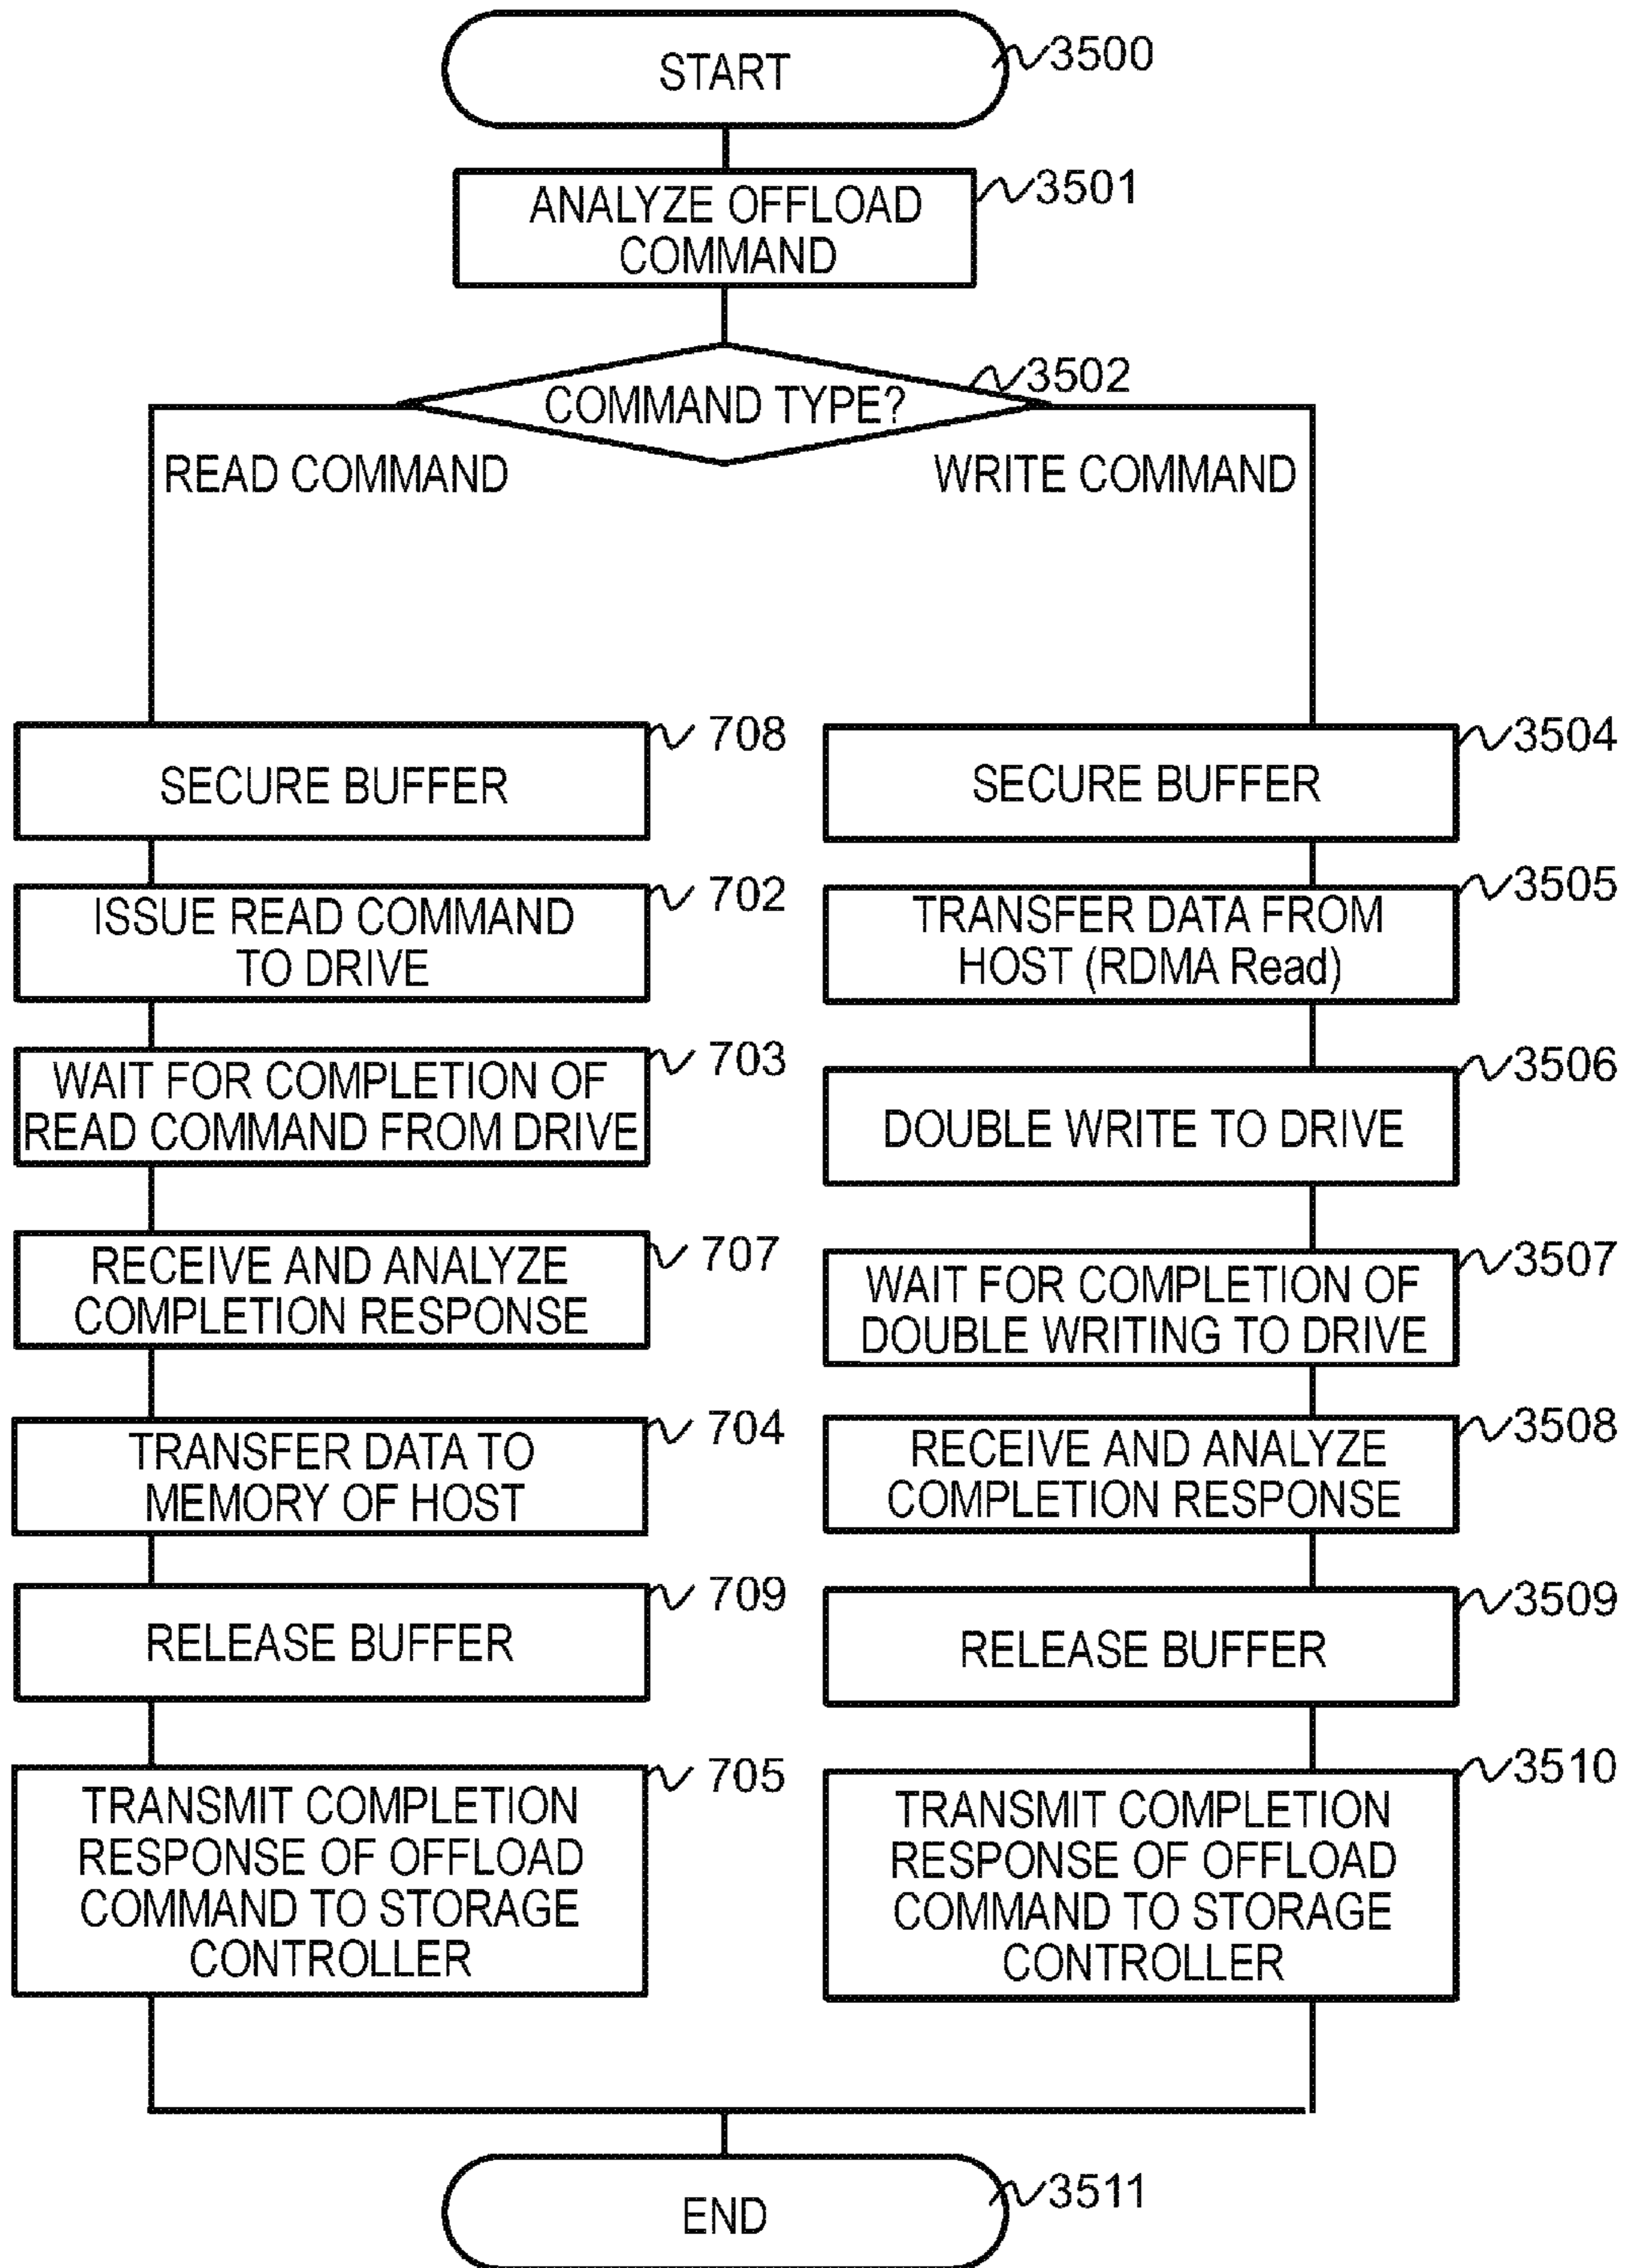 START
3500
ANALYZE OFFLOAD
COMMAND
3501
COMMAND TYPE?
3502
READ COMMAND
WRITE COMMAND
SECURE BUFFER
708
ISSUE READ COMMAND
TO DRIVE
702
WAIT FOR COMPLETION OF
READ COMMAND FROM DRIVE
703
RECEIVE AND ANALYZE
COMPLETION RESPONSE
707
TRANSFER DATA TO
MEMORY OF HOST
704
RELEASE BUFFER
709
TRANSMIT COMPLETION
RESPONSE OF OFFLOAD
COMMAND TO STORAGE
CONTROLLER
705
SECURE BUFFER
3504
TRANSFER DATA FROM
HOST (RDMA Read)
3505
DOUBLE WRITE TO DRIVE
3506
WAIT FOR COMPLETION OF
DOUBLE WRITING TO DRIVE
3507
RECEIVE AND ANALYZE
COMPLETION RESPONSE
3508
RELEASE BUFFER
3509
TRANSMIT COMPLETION
RESPONSE OF OFFLOAD
COMMAND TO STORAGE
CONTROLLER
3510
END
3511